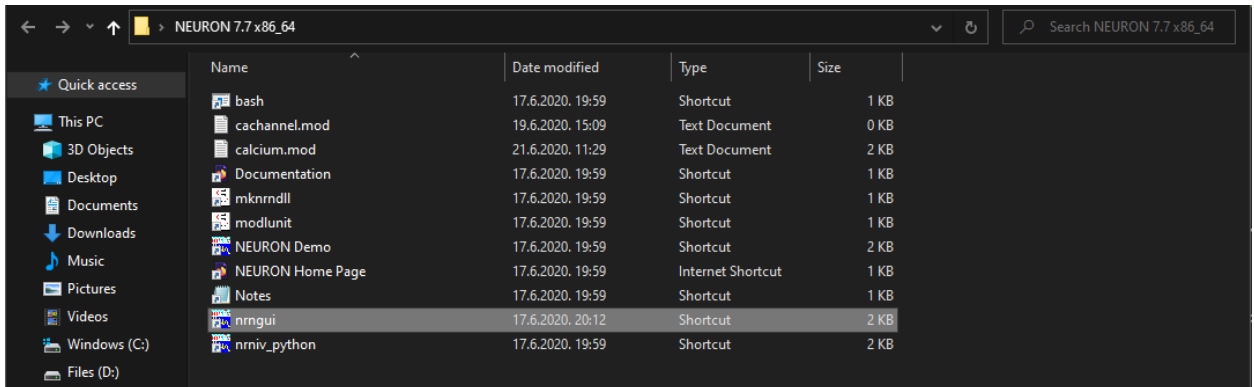 NEURON 7.7 x86_64
Search NEURON 7.7 x86_64
Name Date modified Type Size
Quick access
This PC
3D Objects
Desktop
Documents
Downloads
Music
Pictures
Videos
Windows (C:)
Files (D:)
bash 17.6.2020. 19:59 Shortcut 1 KB
cachannel.mod 19.6.2020. 15:09 Text Document 0 KB
calcium.mod 21.6.2020. 11:29 Text Document 2 KB
Documentation 17.6.2020. 19:59 Shortcut 1 KB
mknrndll 17.6.2020. 19:59 Shortcut 1 KB
modlunit 17.6.2020. 19:59 Shortcut 1 KB
NEURON Demo 17.6.2020. 19:59 Shortcut 2 KB
NEURON Home Page 17.6.2020. 19:59 Internet Shortcut 1 KB
Notes 17.6.2020. 19:59 Shortcut 1 KB
nrngui 17.6.2020. 20:12 Shortcut 2 KB
nrniv_python 17.6.2020. 19:59 Shortcut 2 KB